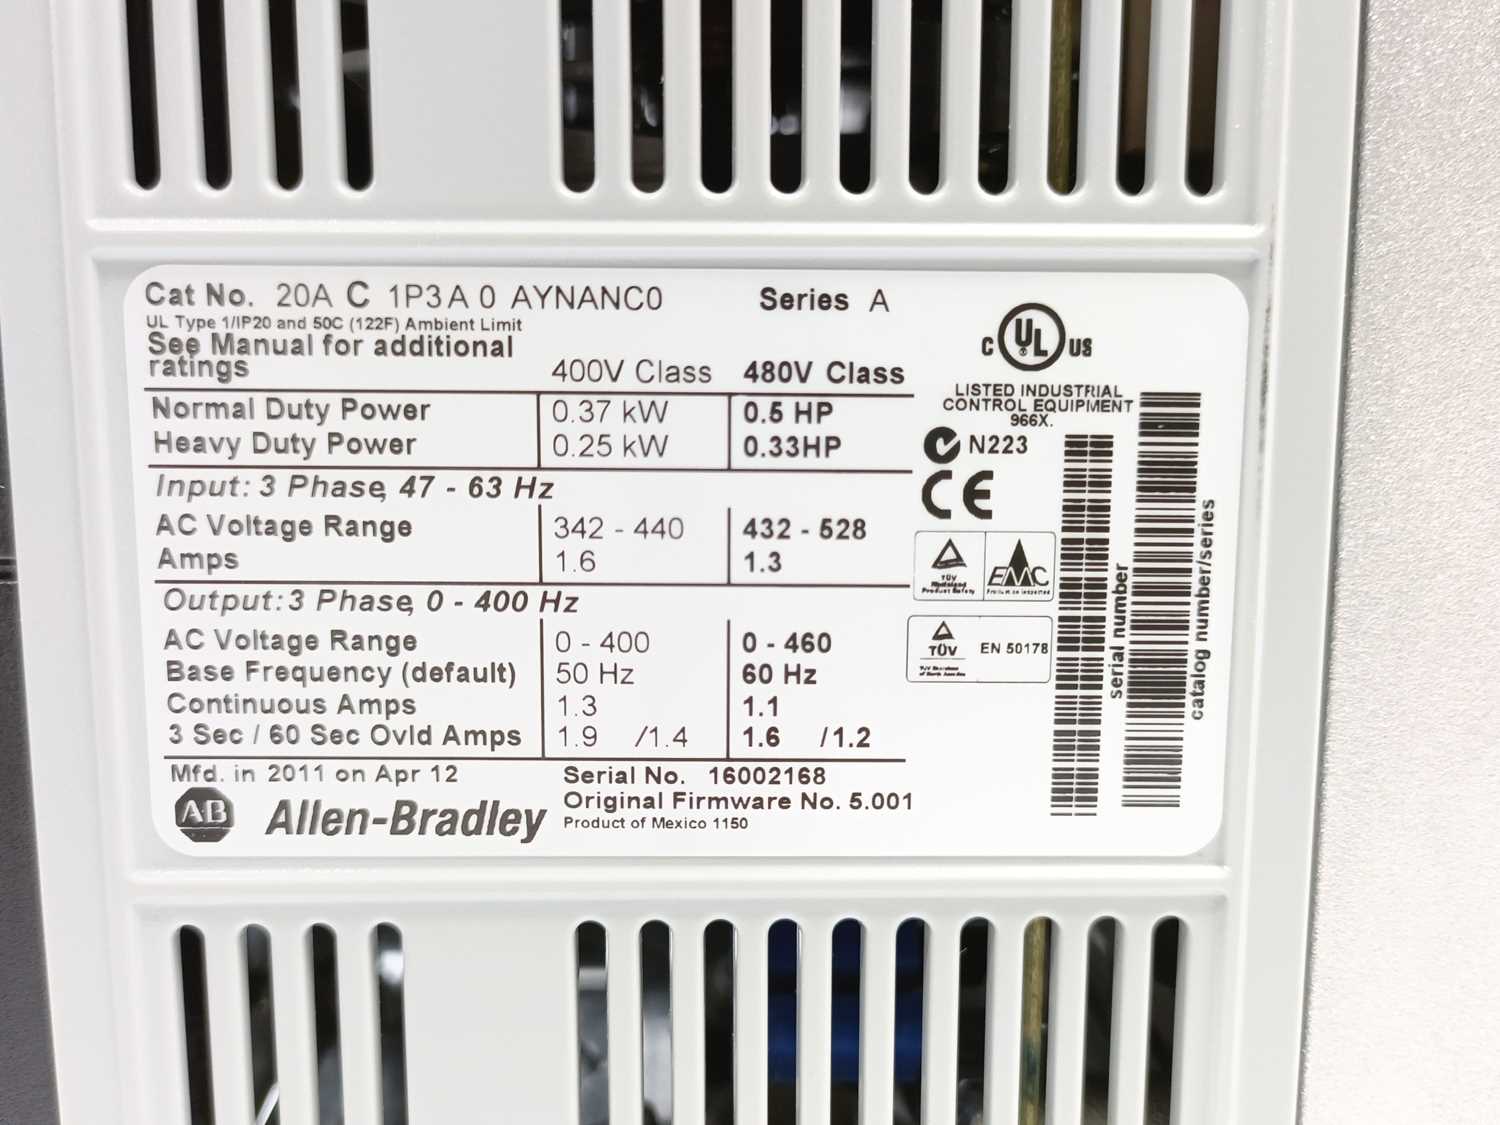 Cat No. 20A C 1P3 A 0 AYNANC0 Series A
UL Type 1/IP20 and 50C (122F) Ambient Limit
See Manual for additional
ratings 400V Class 480V Class
Normal Duty Power 0.37 kW 0.5 HP
Heavy Duty Power 0.25 kW 0.33HP
Input: 3 Phase, 47 - 63 Hz
AC Voltage Range 342 - 440 432 - 528
Amps 1.6 1.3
Output: 3 Phase, 0 - 400 Hz
AC Voltage Range 0 - 400 0 - 460
Base Frequency (default) 50 Hz 60 Hz
Continuous Amps 1.3 1.1
3 Sec / 60 Sec Ovld Amps 1.9 /1.4 1.6 /1.2
Mfd. in 2011 on Apr 12 Serial No. 16002168
Original Firmware No. 5.001
AB Allen-Bradley Product of Mexico 1150
C UL US
LISTED INDUSTRIAL
CONTROL EQUIPMENT
966X.
N223
CE
TÜV
Product Safety
EMC
TÜV EN 50178
serial number
catalog number/series